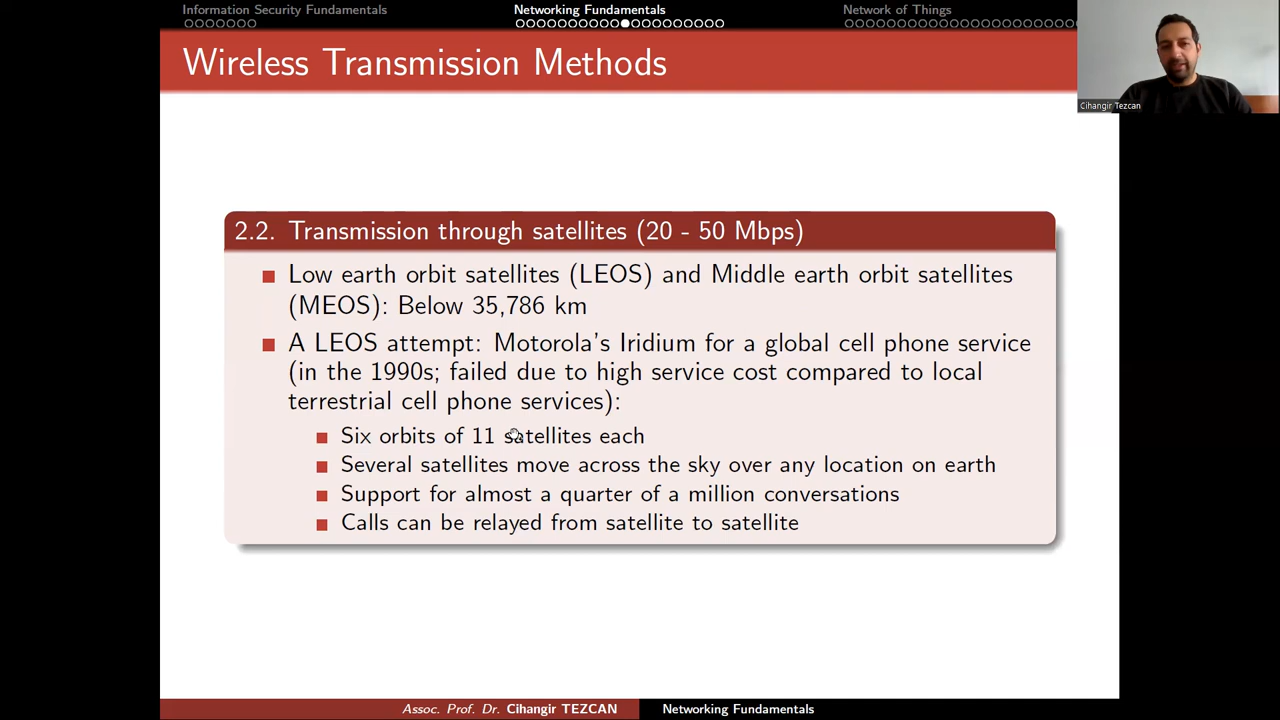 Information Security Fundamentals
Networking Fundamentals
Network of Things
Wireless Transmission Methods
Cihangir Tezcan
2.2. Transmission through satellites (20 - 50 Mbps)
Low earth orbit satellites (LEOS) and Middle earth orbit satellites
(MEOS): Below 35,786 km
A LEOS attempt: Motorola's Iridium for a global cell phone service
(in the 1990s; failed due to high service cost compared to local
terrestrial cell phone services):
Six orbits of 11 satellites each
Several satellites move across the sky over any location on earth
Support for almost a quarter of a million conversations
Calls can be relayed from satellite to satellite
Assoc. Prof. Dr. Cihangir TEZCAN
Networking Fundamentals